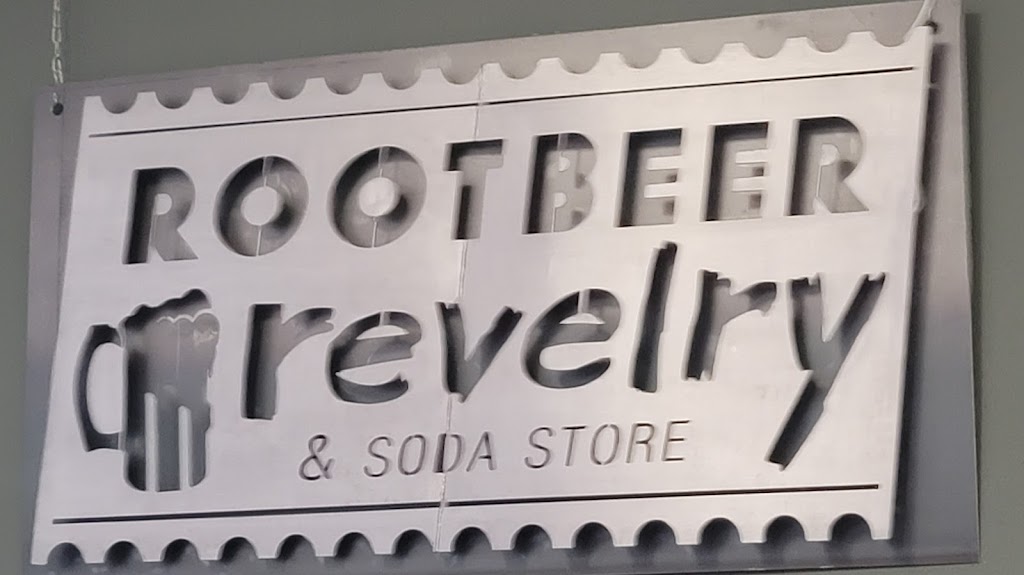 ROOTBEER
revelry
& SODA STORE